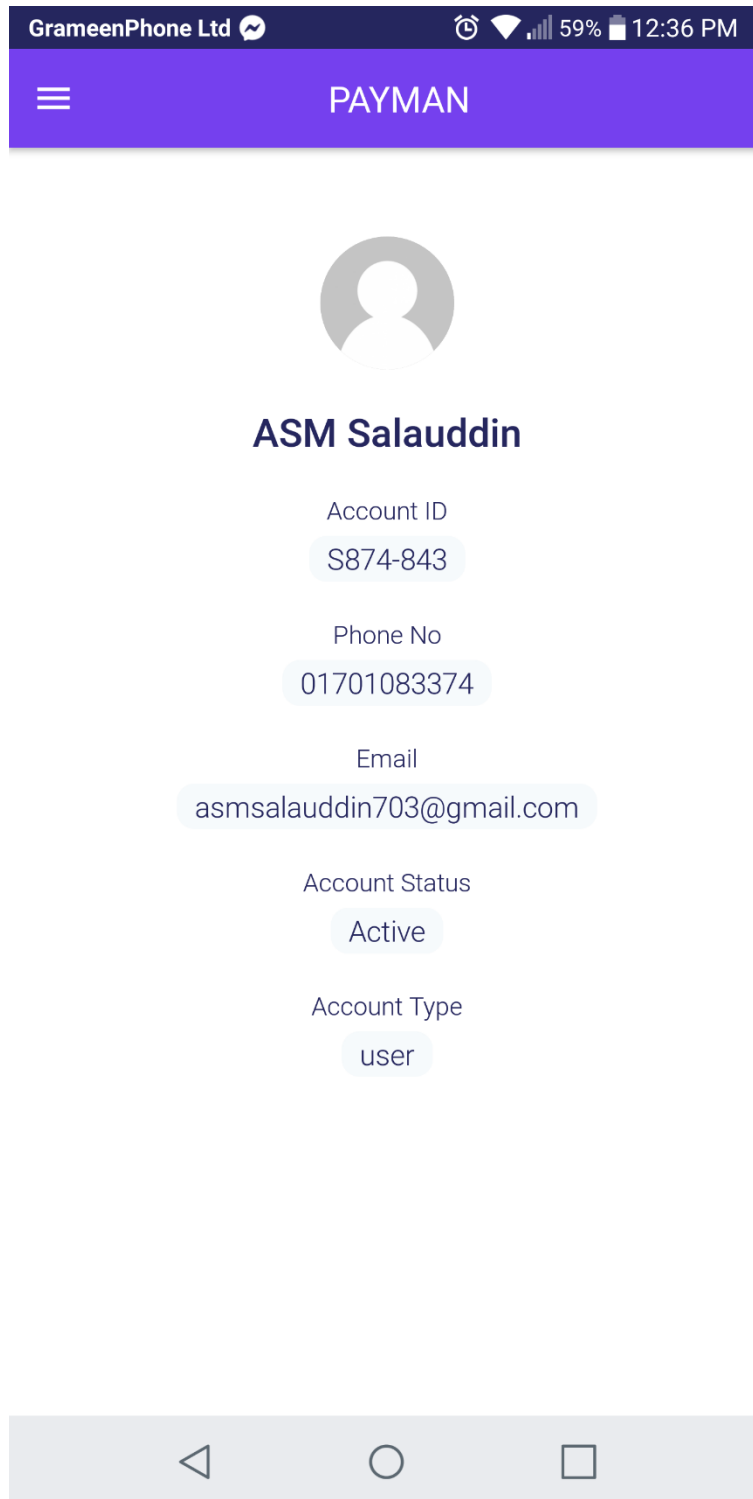 GrameenPhone Ltd 59% 12:36 PM
PAYMAN
ASM Salauddin
Account ID
S874-843
Phone No
01701083374
Email
asmsalauddin703@gmail.com
Account Status
Active
Account Type
user